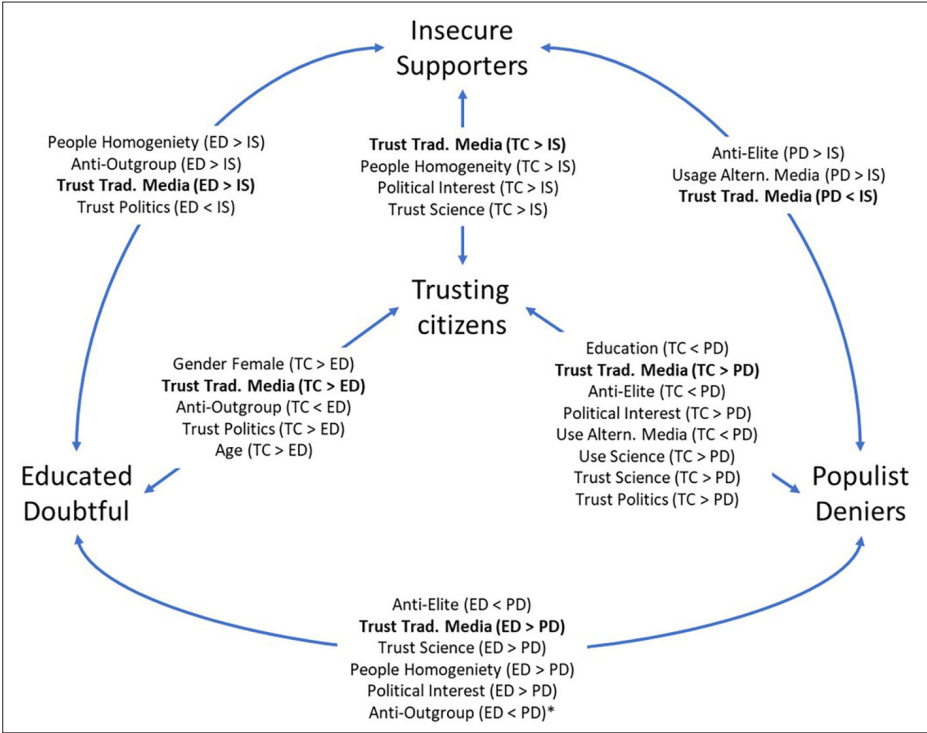 Insecure
Supporters
People Homogeniety (ED > IS)
Anti-Outgroup (ED > IS)
Trust Trad. Media (ED > IS)
Trust Politics (ED < IS)
Trust Trad. Media (TC > IS)
People Homogeneity (TC > IS)
Political Interest (TC > IS)
Trust Science (TC > IS)
Anti-Elite (PD > IS)
Usage Altern. Media (PD > IS)
Trust Trad. Media (PD < IS)
Trusting
citizens
Gender Female (TC > ED)
Trust Trad. Media (TC > ED)
Anti-Outgroup (TC < ED)
Trust Politics (TC > ED)
Age (TC > ED)
Education (TC < PD)
Trust Trad. Media (TC > PD)
Anti-Elite (TC < PD)
Political Interest (TC > PD)
Use Altern. Media (TC < PD)
Use Science (TC > PD)
Trust Science (TC > PD)
Trust Politics (TC > PD)
Educated
Doubtful
Populist
Deniers
Anti-Elite (ED < PD)
Trust Trad. Media (ED > PD)
Trust Science (ED > PD)
People Homogeniety (ED > PD)
Political Interest (ED > PD)
Anti-Outgroup (ED < PD)*